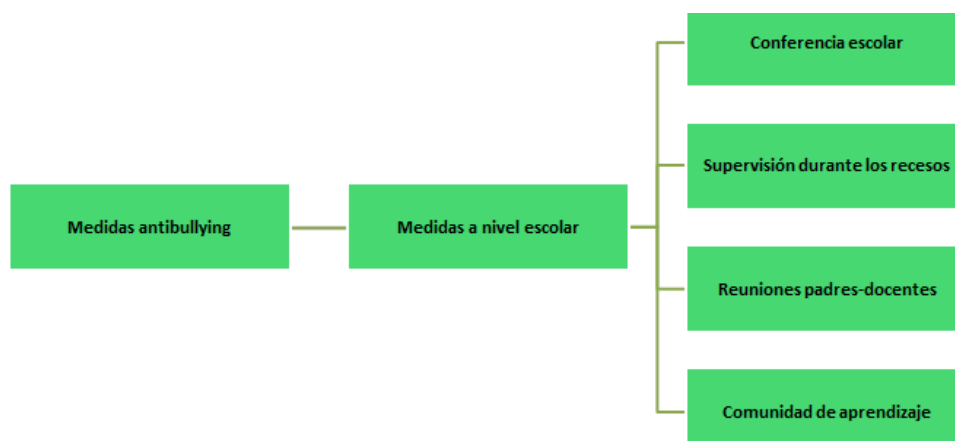 Conferencia escolar
Supervisión durante los recesos
Medidas antibullying
Medidas a nivel escolar
Reuniones padres-docentes
Comunidad de aprendizaje